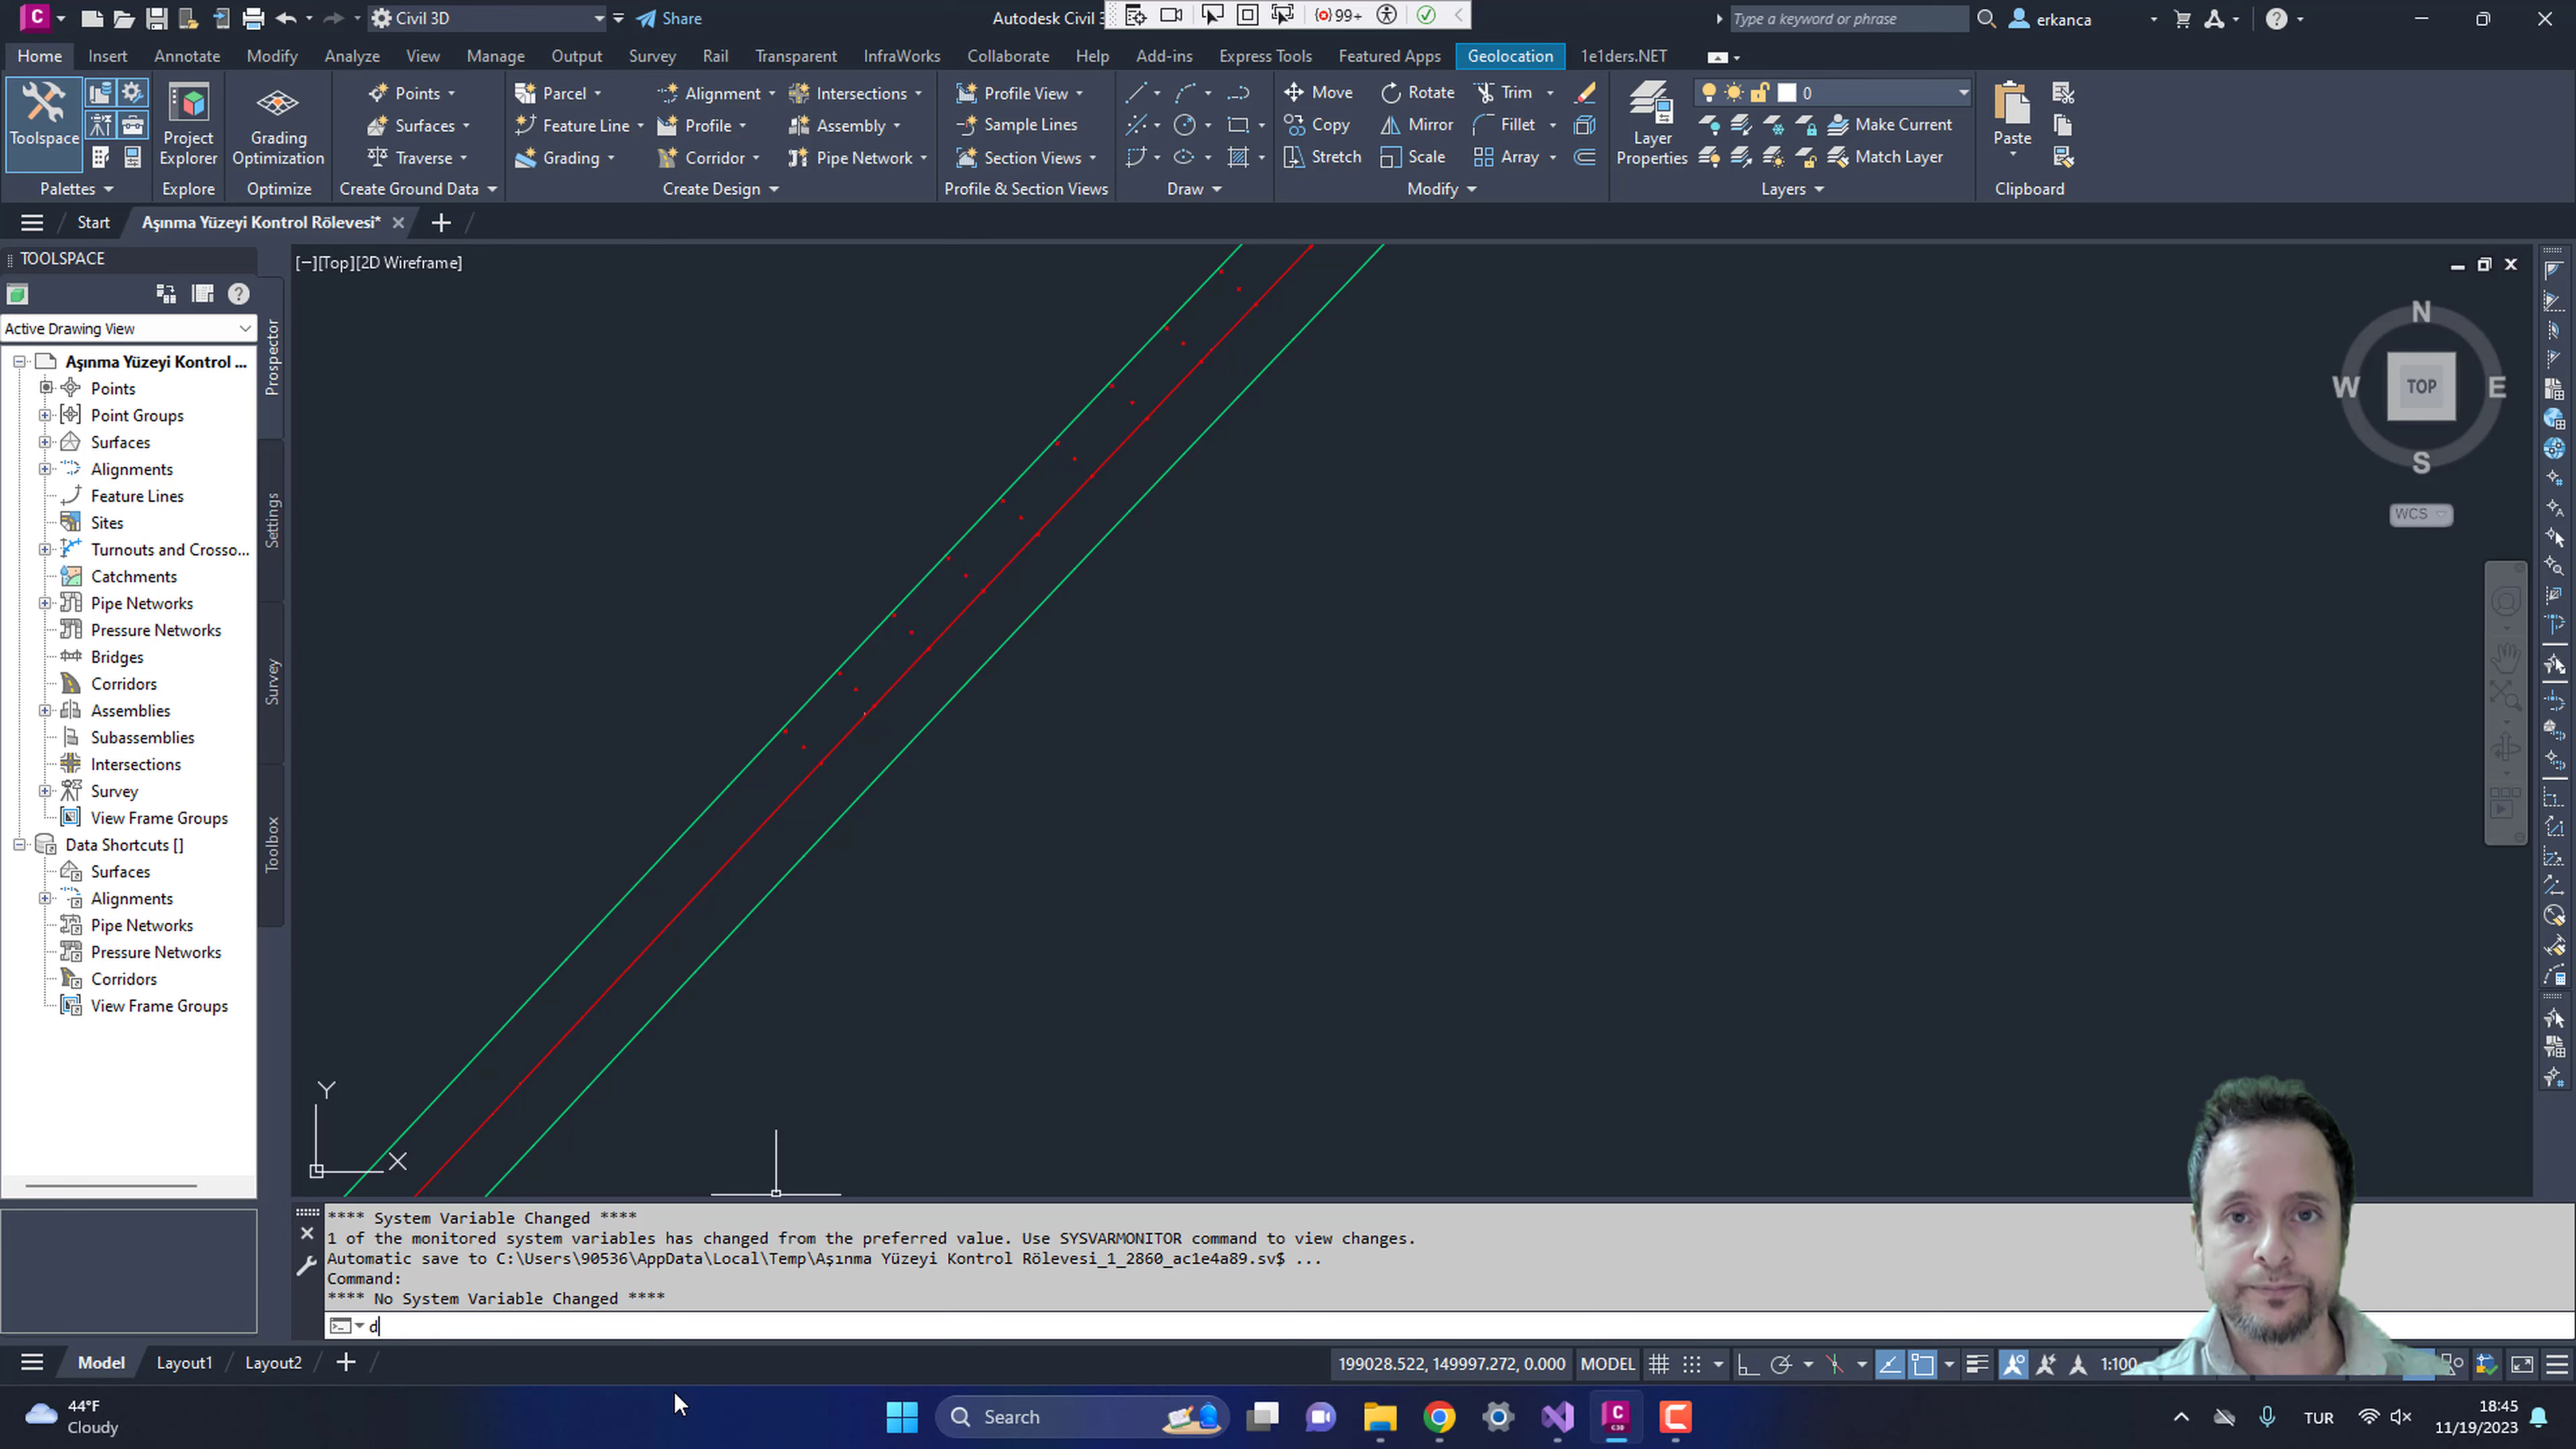 Civil 3D
Share
Autodesk Civil 3
99+
Type a keyword or phrase
erkanca
Home
Insert
Annotate
Modify
Analyze
View
Manage
Output
Survey
Rail
Transparent
InfraWorks
Collaborate
Help
Add-ins
Express Tools
Featured Apps
Geolocation
1e1ders.NET
Toolspace
Project Explorer
Grading Optimization
Points
Surfaces
Traverse
Parcel
Feature Line
Grading
Alignment
Profile
Corridor
Intersections
Assembly
Pipe Network
Profile View
Sample Lines
Section Views
Move
Copy
Stretch
Rotate
Mirror
Scale
Trim
Fillet
Array
Layer Properties
0
Make Current
Match Layer
Paste
Palettes
Explore
Optimize
Create Ground Data
Create Design
Profile & Section Views
Draw
Modify
Layers
Clipboard
Start
Aşınma Yüzeyi Kontrol Rölevesi*
TOOLSPACE
Active Drawing View
Aşınma Yüzeyi Kontrol ...
Points
Point Groups
Surfaces
Alignments
Feature Lines
Sites
Turnouts and Crosso...
Catchments
Pipe Networks
Pressure Networks
Bridges
Corridors
Assemblies
Subassemblies
Intersections
Survey
View Frame Groups
Data Shortcuts []
Surfaces
Alignments
Pipe Networks
Pressure Networks
Corridors
View Frame Groups
Prospector
Settings
Survey
Toolbox
[−][Top][2D Wireframe]
N
W
TOP
E
S
WCS
Y
X
**** System Variable Changed ****
1 of the monitored system variables has changed from the preferred value. Use SYSVARMONITOR command to view changes.
Automatic save to C:\Users\90536\AppData\Local\Temp\Aşınma Yüzeyi Kontrol Rölevesi_1_2860_ac1e4a89.sv$ ...
Command:
**** No System Variable Changed ****
d
Model
Layout1
Layout2
199028.522, 149997.272, 0.000
MODEL
1:100
44°F
Cloudy
Search
C3D
TUR
18:45
11/19/2023